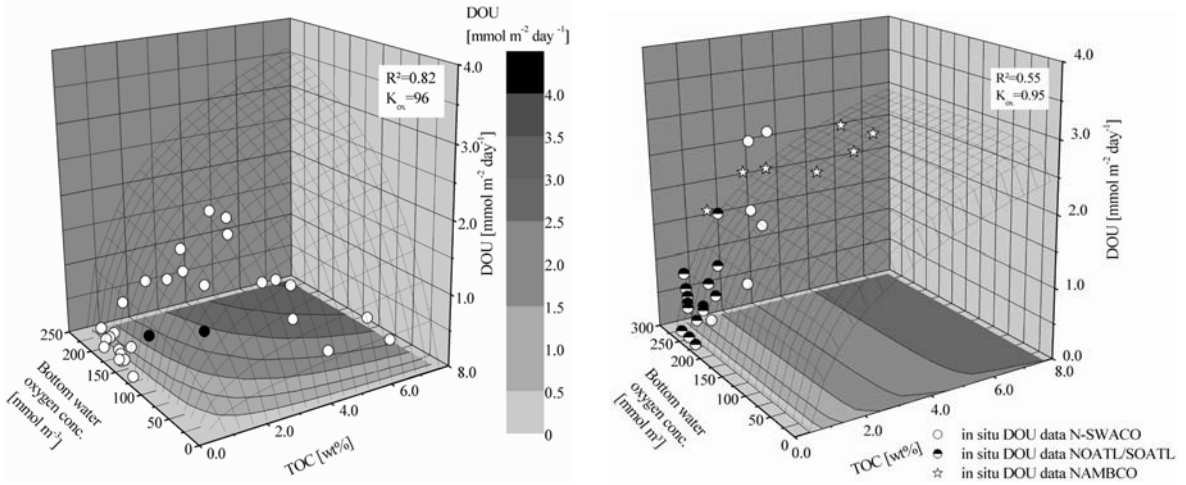 DOU
[mmol m⁻² day⁻¹]
R²=0.82
Kₒₓ=96
4.0
3.0
2.0
1.0
8.0
DOU [mmol m⁻² day⁻¹]
4.0
3.5
3.0
2.5
2.0
1.5
1.0
0.5
0
250
200
150
100
50
0
Bottom water
oxygen conc.
[mmol m⁻³]
0.0
2.0
4.0
6.0
TOC [wt%]
R²=0.55
Kₒₓ=0.95
4.0
3.0
2.0
1.0
0.0
8.0
DOU [mmol m⁻² day⁻¹]
300
250
200
150
100
50
0
Bottom water
oxygen conc.
[mmol m³]
0.0
2.0
4.0
6.0
TOC [wt%]
in situ DOU data N-SWACO
in situ DOU data NOATL/SOATL
in situ DOU data NAMBCO